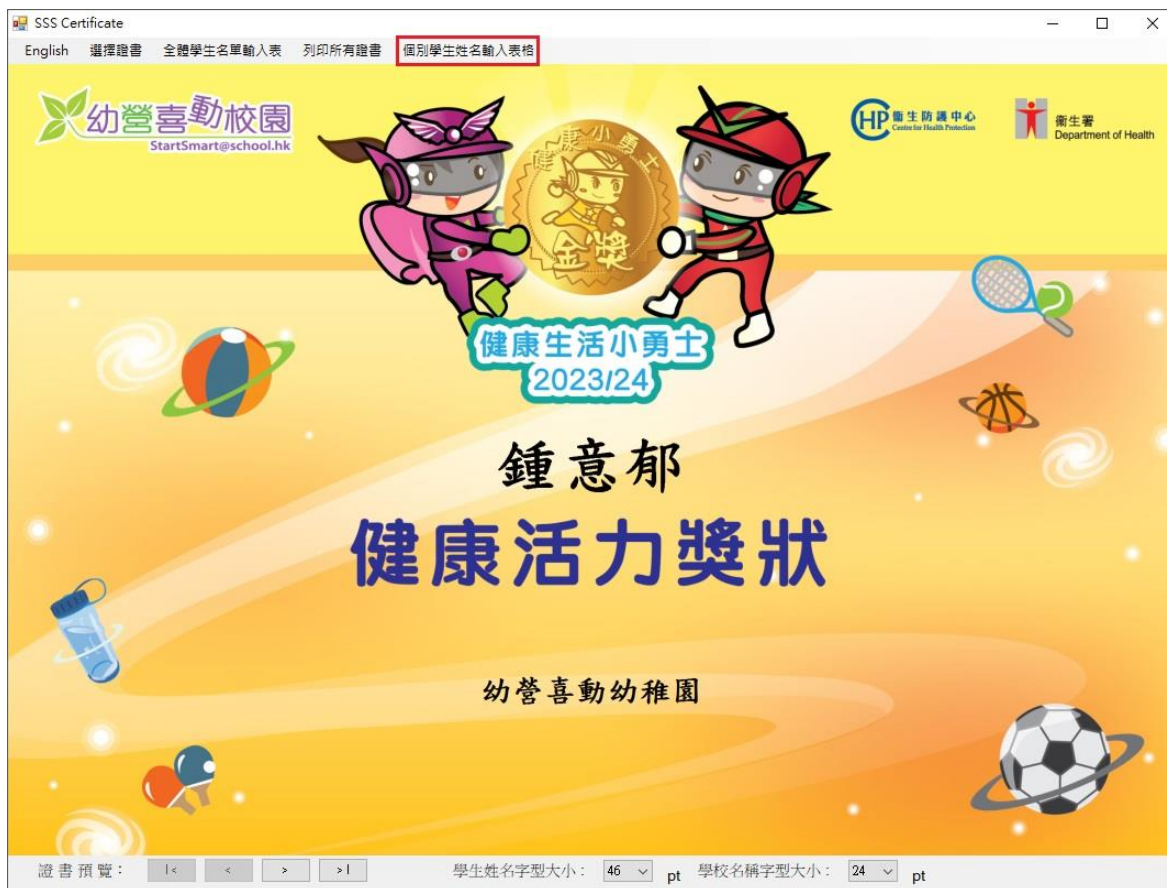 SSS Certificate
English 選擇證書 全體學生名單輸入表 列印所有證書 個別學生姓名輸入表格
幼營喜動校園
StartSmart@school.hk
健康小勇士
金獎
CHP 衞生防護中心
Centre for Health Protection
衞生署
Department of Health
健康生活小勇士
2023/24
鍾意郁
健康活力獎狀
幼營喜動幼稚園
證書預覽： |< < > >| 學生姓名字型大小： 46 pt 學校名稱字型大小： 24 pt